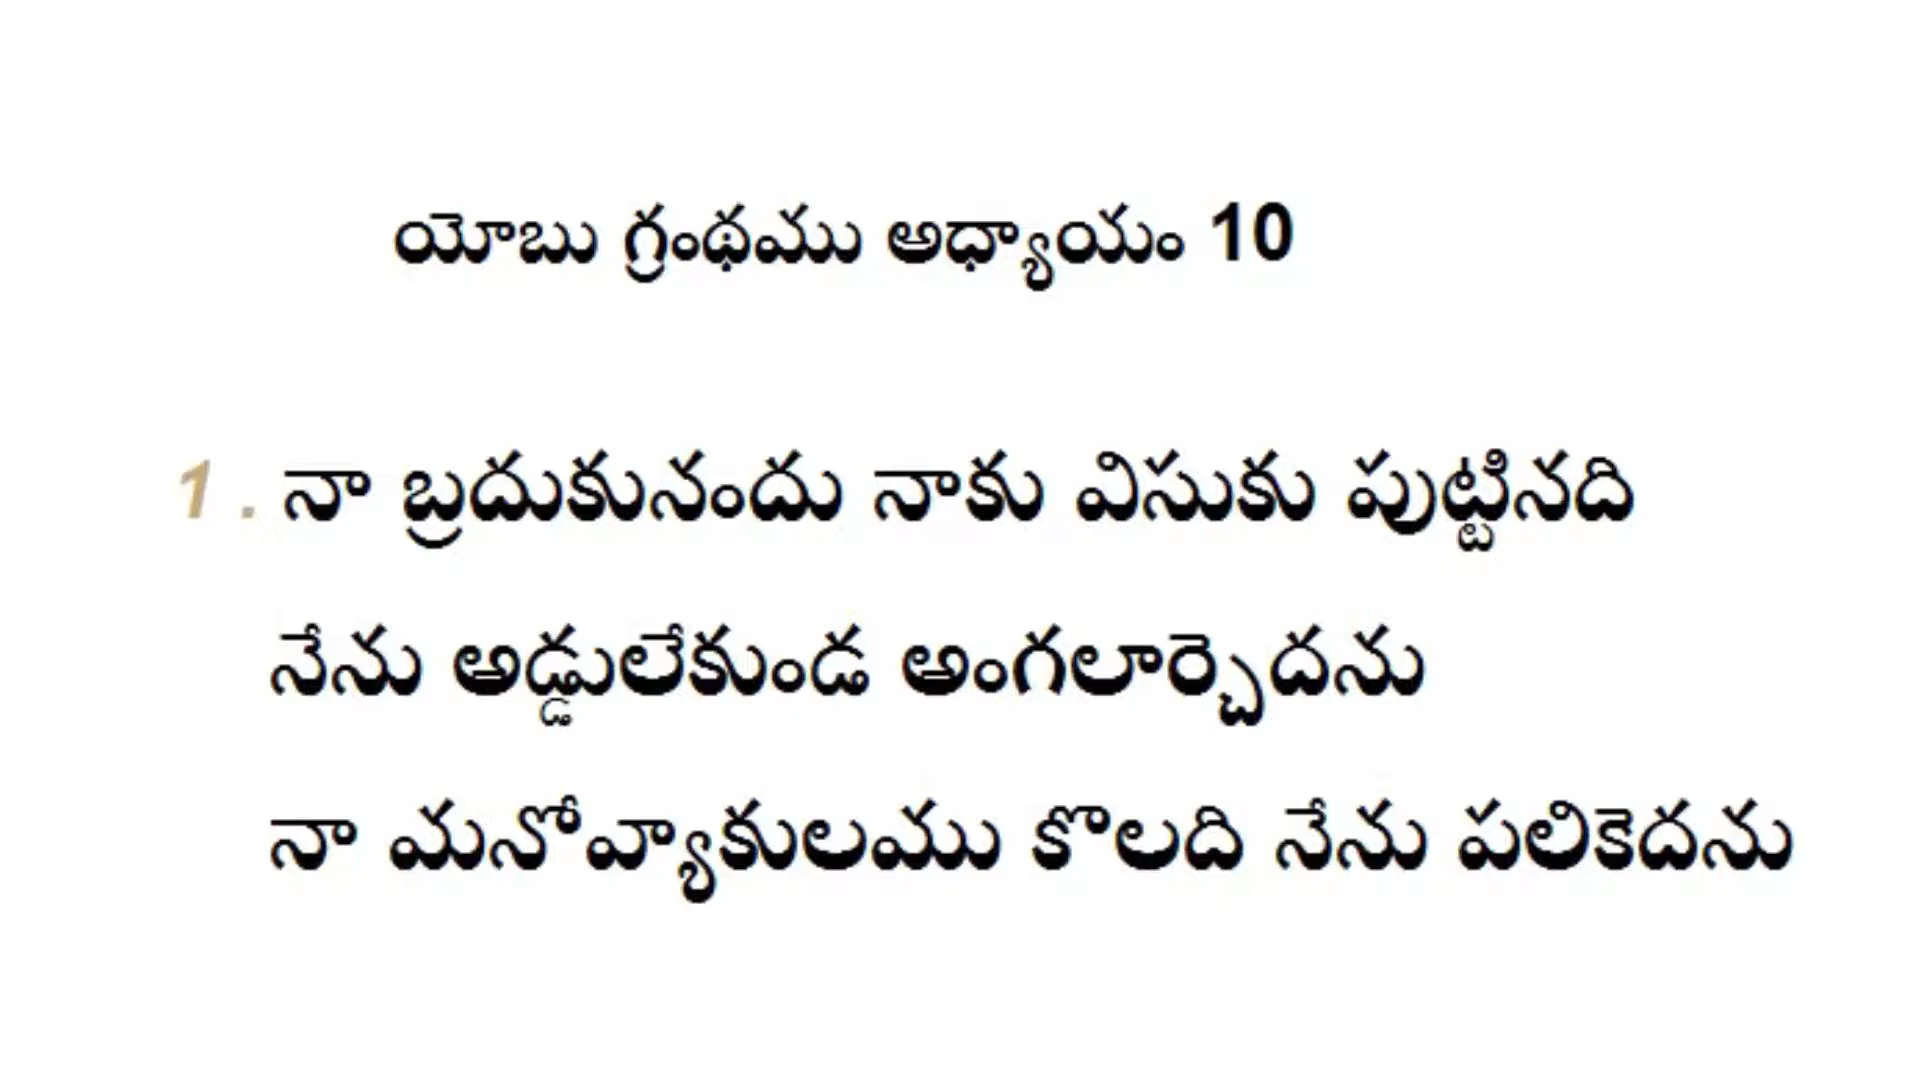 యోబు గ్రంథము అధ్యాయం 10
1 . నా బ్రదుకునందు నాకు విసుకు పుట్టినది
నేను అడ్డులేకుండ అంగలార్చెదను
నా మనోవ్యాకులము కొలది నేను పలికెదను